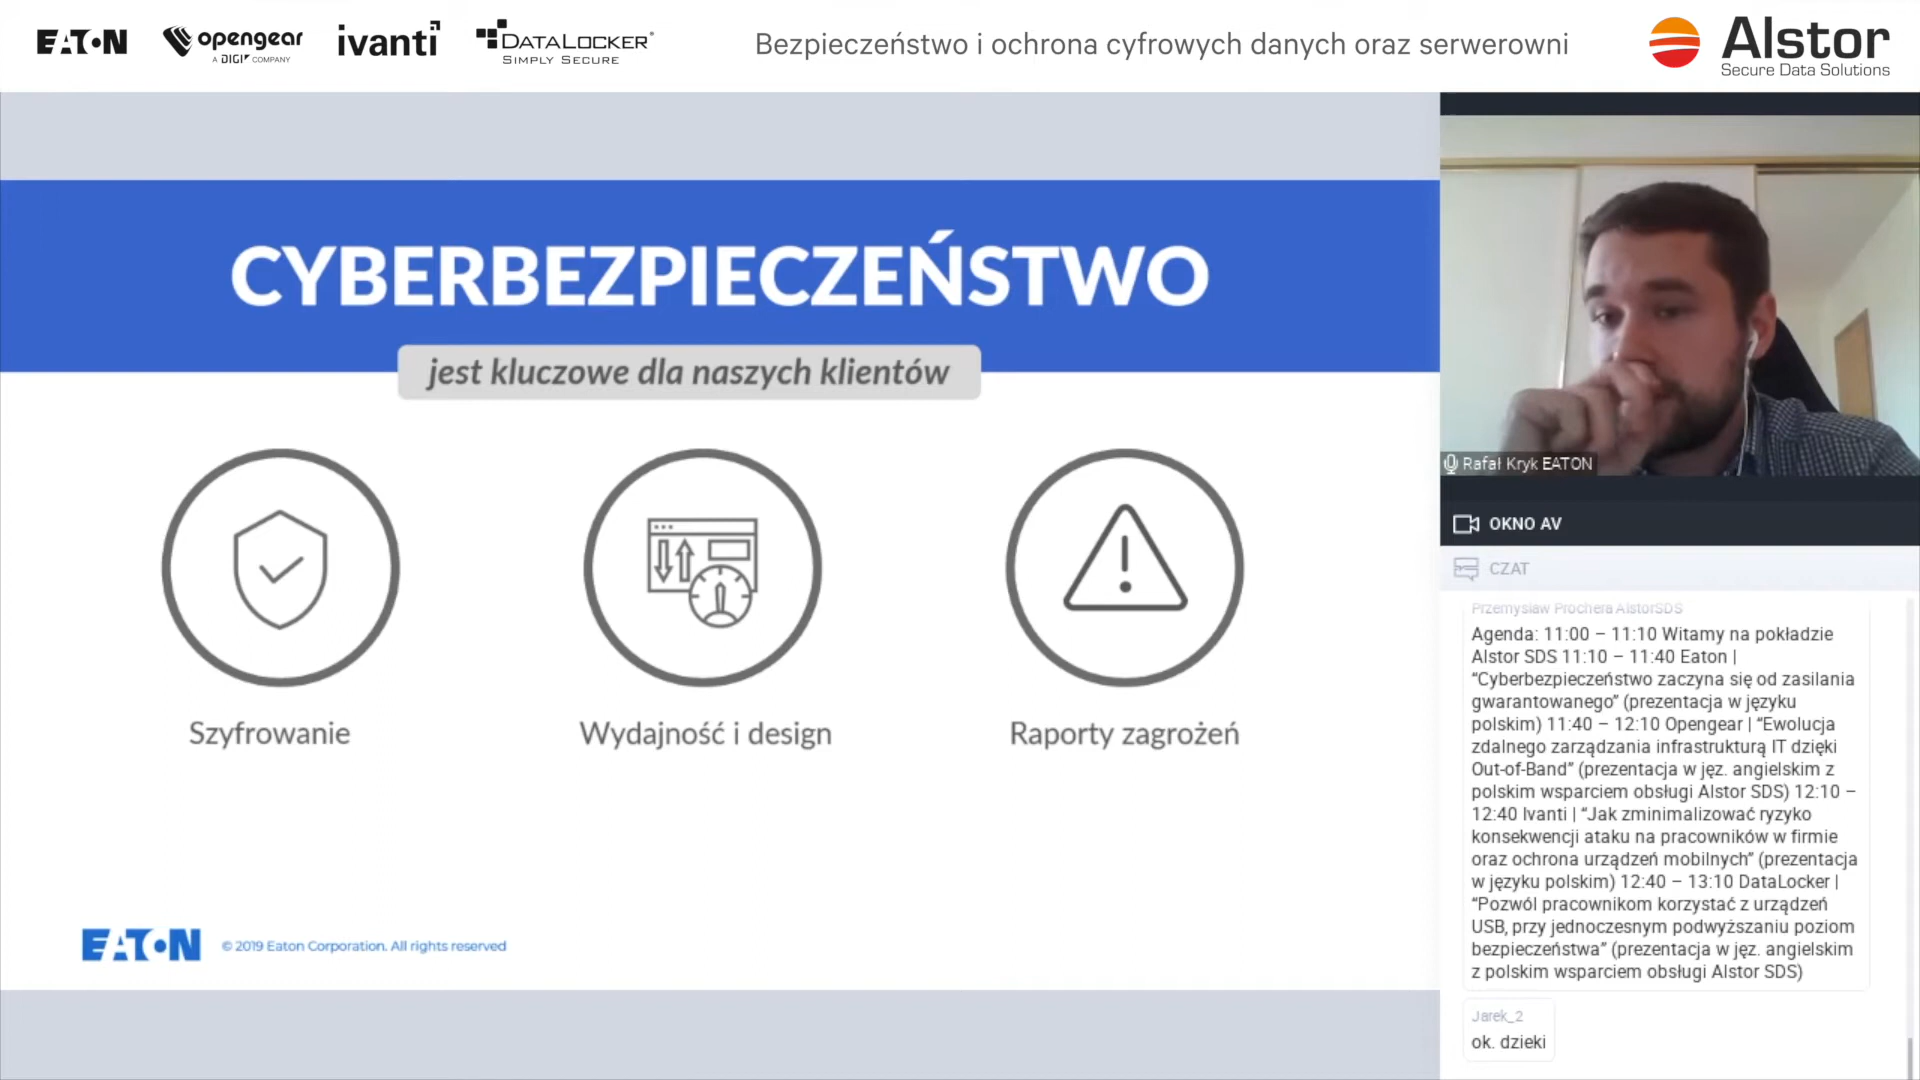 EATON
opengear
A DIGI COMPANY
ivanti
DATALOCKER
SIMPLY SECURE
Bezpieczeństwo i ochrona cyfrowych danych oraz serwerowni
Alstor
Secure Data Solutions
CYBERBEZPIECZEŃSTWO
jest kluczowe dla naszych klientów
Szyfrowanie
Wydajność i design
Raporty zagrożeń
EATON
© 2019 Eaton Corporation. All rights reserved
Rafał Kryk EATON
OKNO AV
CZAT
Przemyslaw Prochera AlstorSDS
Agenda: 11:00 – 11:10 Witamy na pokładzie
Alstor SDS 11:10 – 11:40 Eaton |
“Cyberbezpieczeństwo zaczyna się od zasilania
gwarantowanego” (prezentacja w języku
polskim) 11:40 – 12:10 Opengear | “Ewolucja
zdalnego zarządzania infrastrukturą IT dzięki
Out-of-Band” (prezentacja w jęz. angielskim z
polskim wsparciem obsługi Alstor SDS) 12:10 –
12:40 Ivanti | “Jak zminimalizować ryzyko
konsekwencji ataku na pracowników w firmie
oraz ochrona urządzeń mobilnych” (prezentacja
w języku polskim) 12:40 – 13:10 DataLocker |
“Pozwól pracownikom korzystać z urządzeń
USB, przy jednoczesnym podwyższaniu poziom
bezpieczeństwa” (prezentacja w jęz. angielskim
z polskim wsparciem obsługi Alstor SDS)
Jarek_2
ok. dzieki